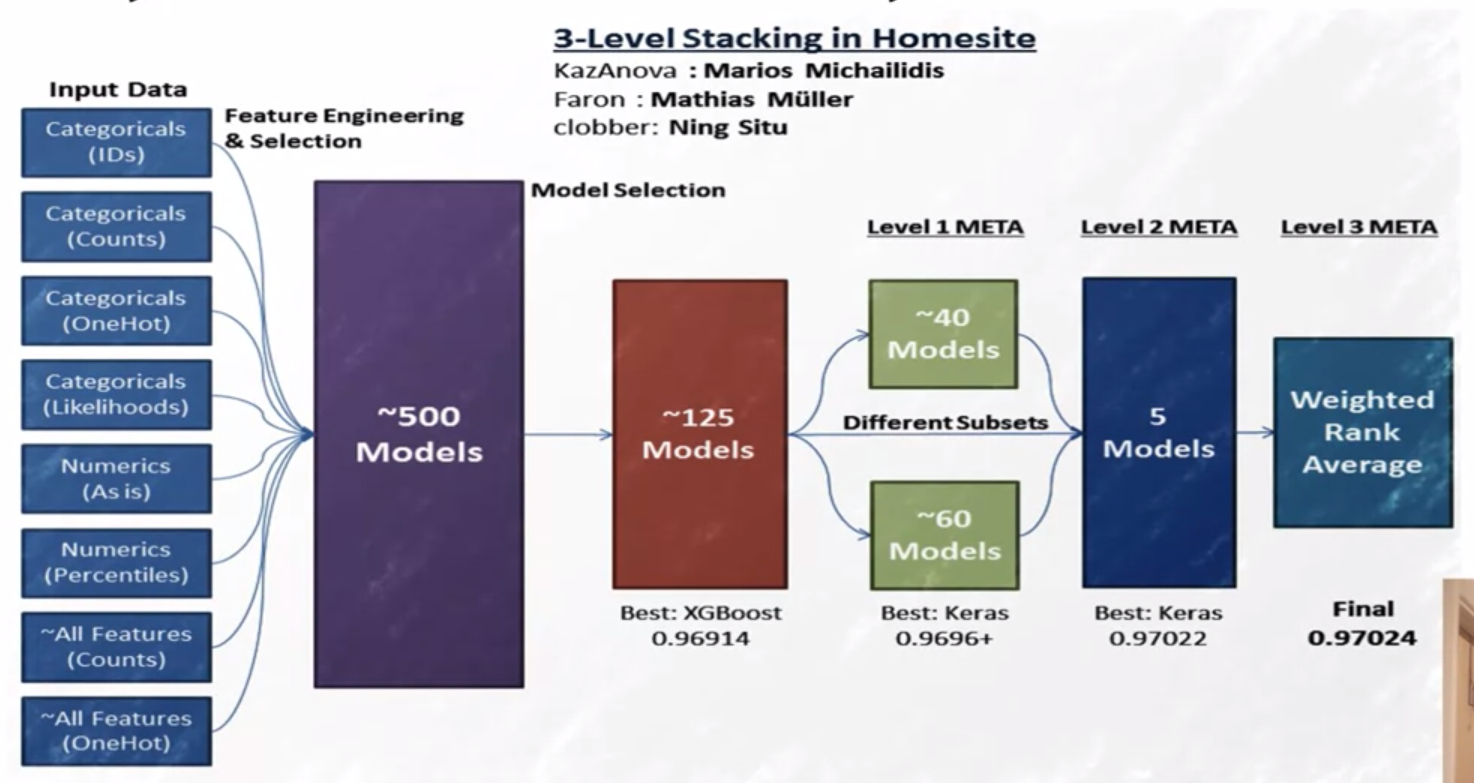 3-Level Stacking in Homesite
KazAnova : Marios Michailidis
Faron : Mathias Müller
clobber: Ning Situ
Input Data
Categoricals
(IDs)
Categoricals
(Counts)
Categoricals
(OneHot)
Categoricals
(Likelihoods)
Numerics
(As is)
Numerics
(Percentiles)
~All Features
(Counts)
~All Features
(OneHot)
Feature Engineering
& Selection
~500
Models
Model Selection
~125
Models
Best: XGBoost
0.96914
Level 1 META
~40
Models
Different Subsets
~60
Models
Best: Keras
0.9696+
Level 2 META
5
Models
Best: Keras
0.97022
Level 3 META
Weighted
Rank
Average
Final
0.97024